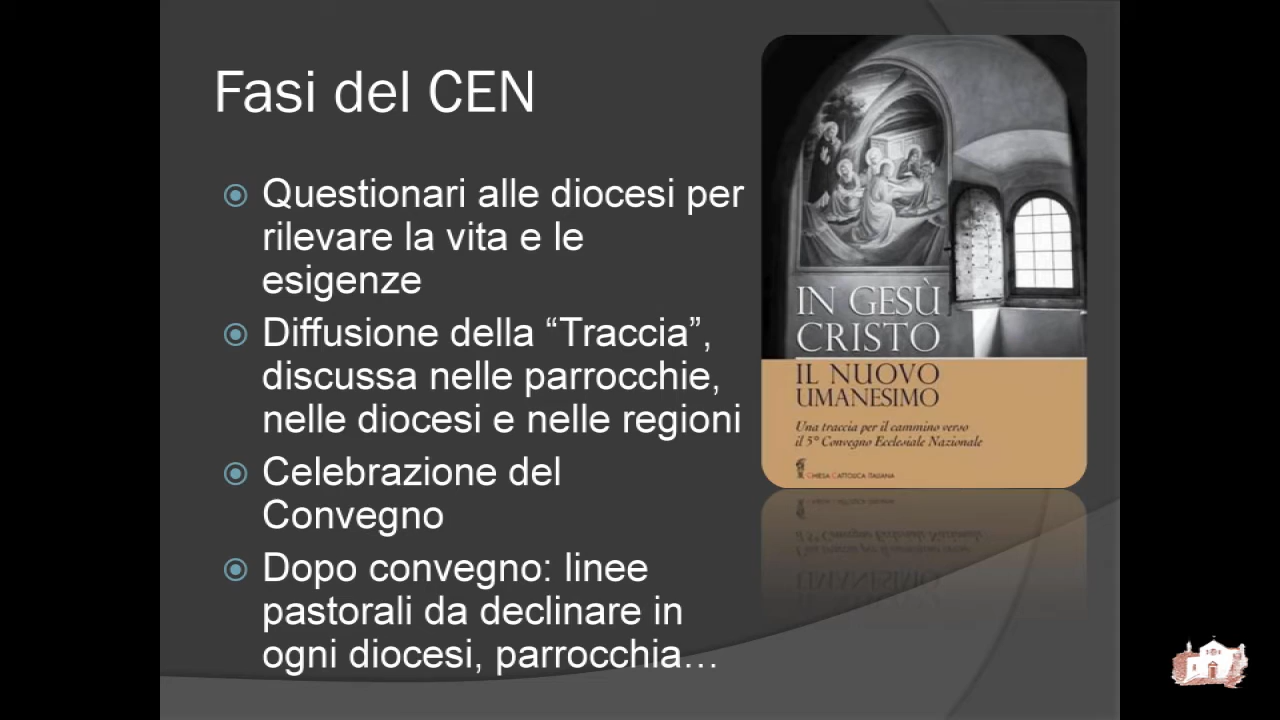 Fasi del CEN
Questionari alle diocesi per
rilevare la vita e le
esigenze
Diffusione della “Traccia”,
discussa nelle parrocchie,
nelle diocesi e nelle regioni
Celebrazione del
Convegno
Dopo convegno: linee
pastorali da declinare in
ogni diocesi, parrocchia…
IN GESÙ
CRISTO
IL NUOVO
UMANESIMO
Una traccia per il cammino verso
il 5° Convegno Ecclesiale Nazionale
CHIESA CATTOLICA ITALIANA